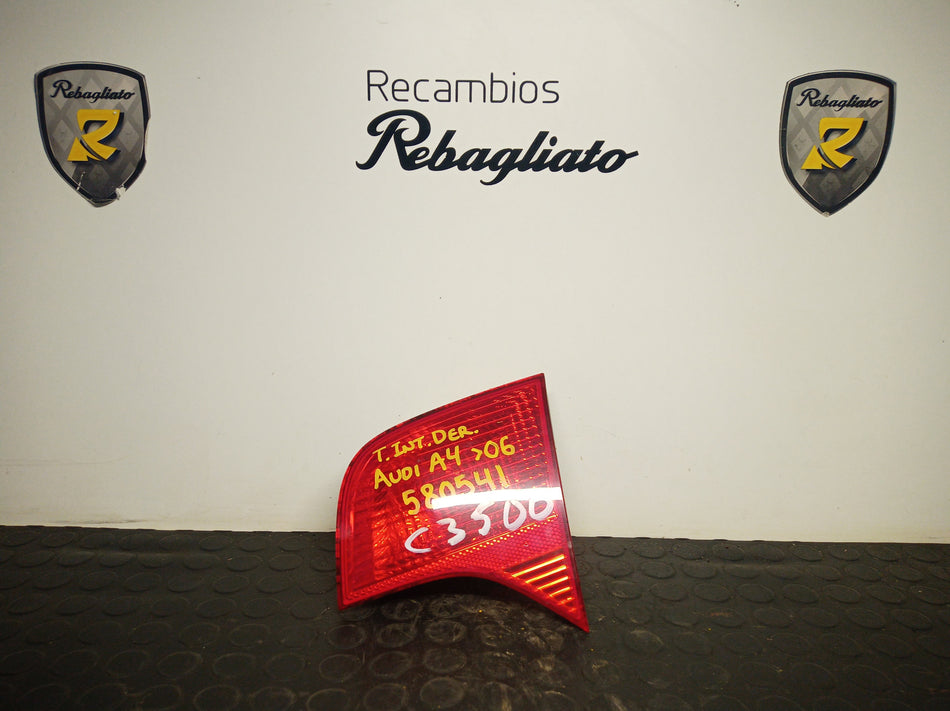 Rebagliato
R
Recambios
Rebagliato
Rebagliato
R
T. INT. DER.
AUDI A4 >06
580541
C3500